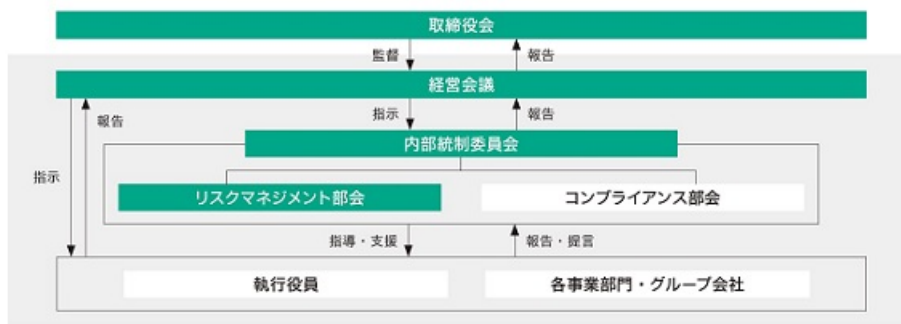 取締役会
監督
報告
経営会議
報告
指示
報告
内部統制委員会
指示
リスクマネジメント部会
コンプライアンス部会
指導・支援
報告・提言
執行役員
各事業部門・グループ会社